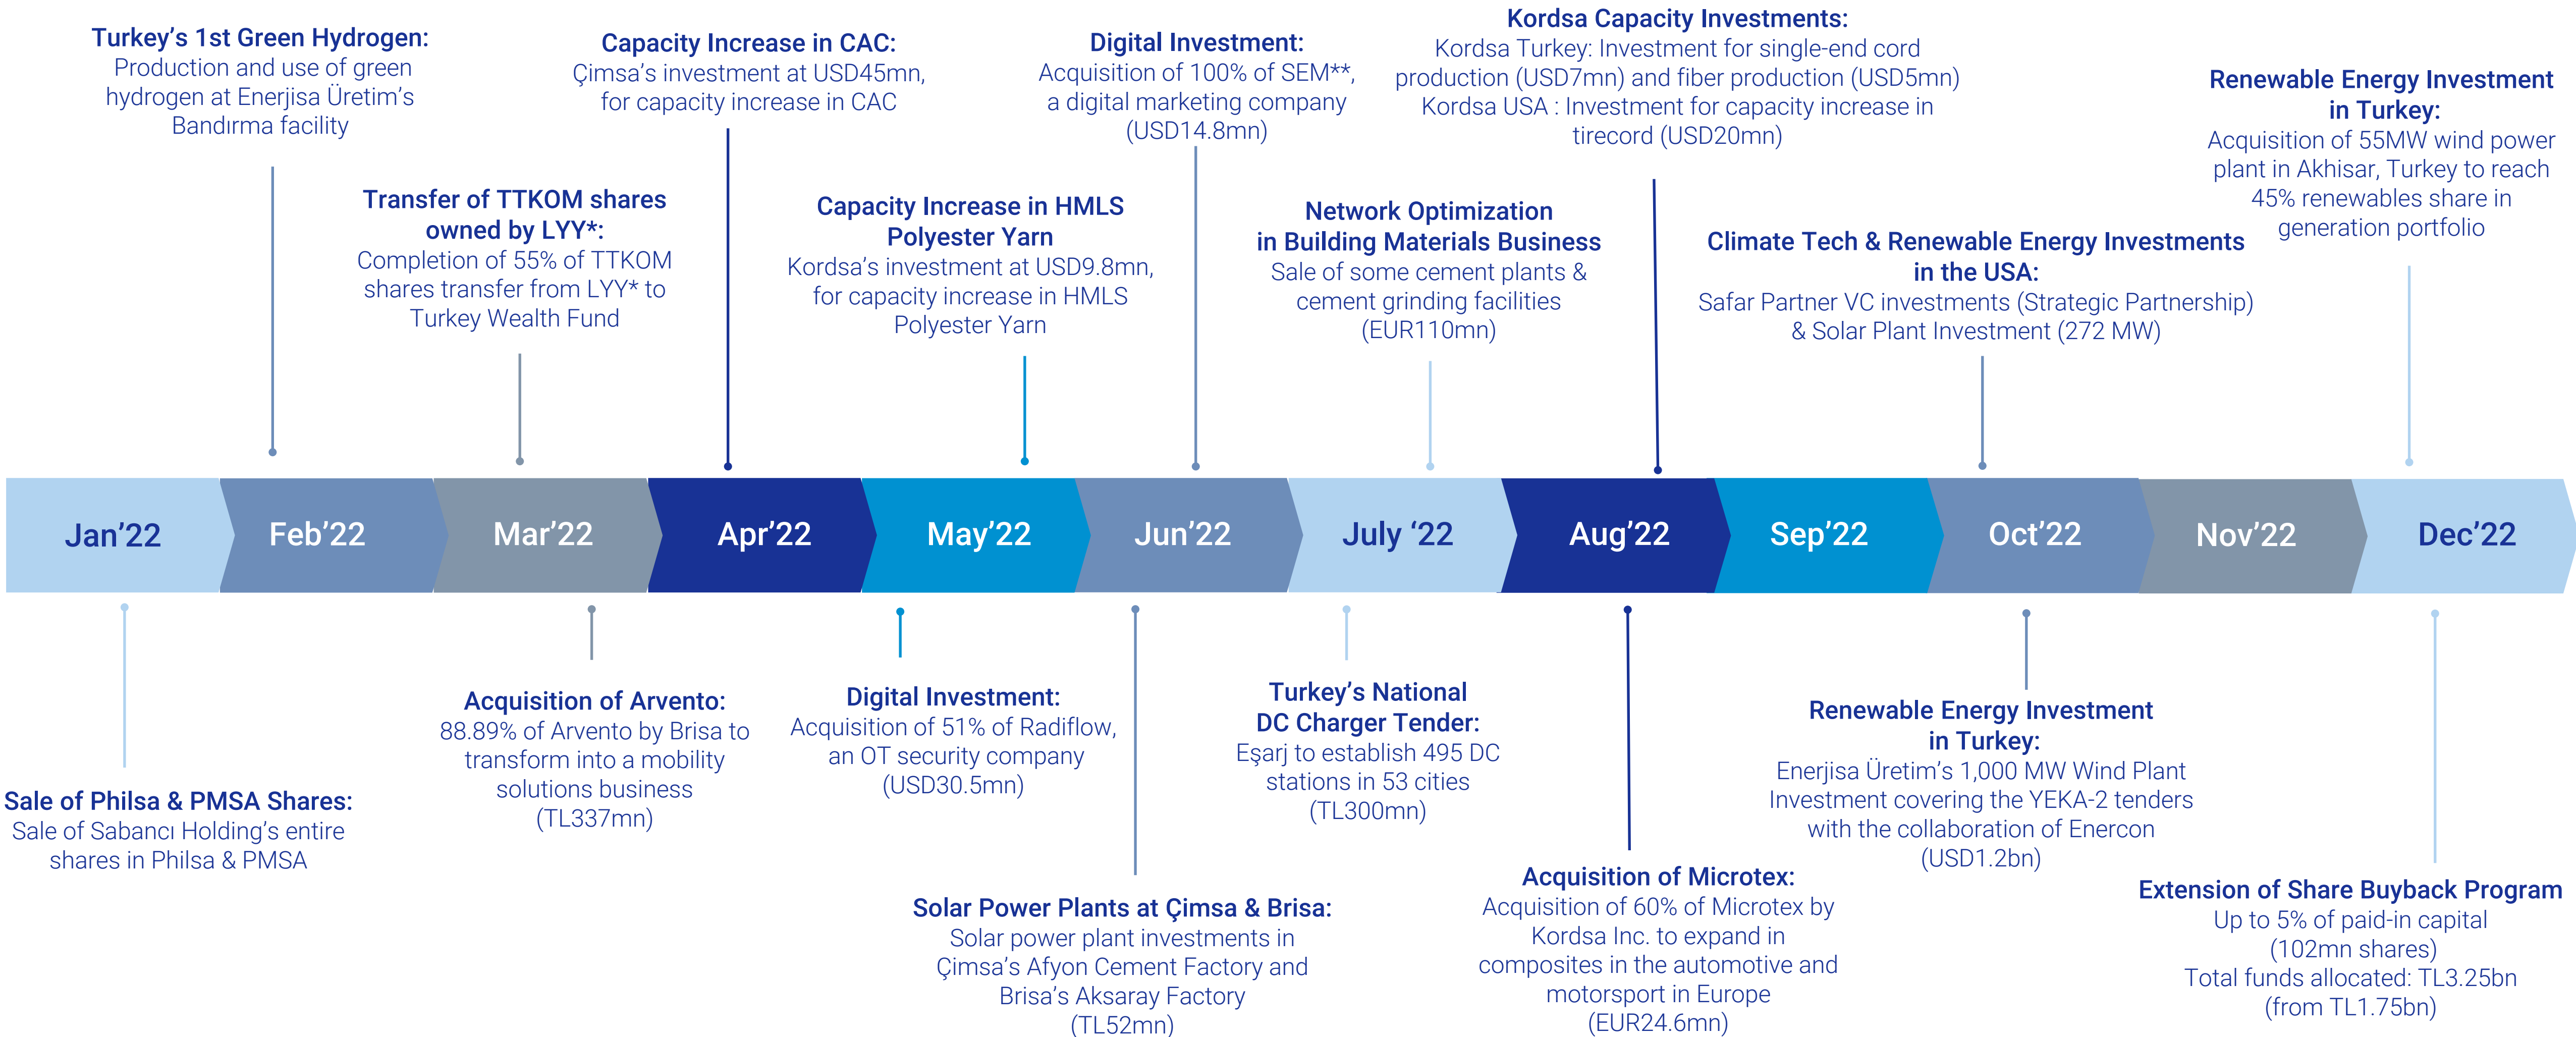 Turkey’s 1st Green Hydrogen:
Production and use of green
hydrogen at Enerjisa Üretim’s
Bandırma facility
Transfer of TTKOM shares
owned by LYY*:
Completion of 55% of TTKOM
shares transfer from LYY* to
Turkey Wealth Fund
Capacity Increase in CAC:
Çimsa’s investment at USD45mn,
for capacity increase in CAC
Capacity Increase in HMLS
Polyester Yarn
Kordsa’s investment at USD9.8mn,
for capacity increase in HMLS
Polyester Yarn
Digital Investment:
Acquisition of 100% of SEM**,
a digital marketing company
(USD14.8mn)
Network Optimization
in Building Materials Business
Sale of some cement plants &
cement grinding facilities
(EUR110mn)
Kordsa Capacity Investments:
Kordsa Turkey: Investment for single-end cord
production (USD7mn) and fiber production (USD5mn)
Kordsa USA : Investment for capacity increase in
tirecord (USD20mn)
Climate Tech & Renewable Energy Investments
in the USA:
Safar Partner VC investments (Strategic Partnership)
& Solar Plant Investment (272 MW)
Renewable Energy Investment
in Turkey:
Acquisition of 55MW wind power
plant in Akhisar, Turkey to reach
45% renewables share in
generation portfolio
Jan’22
Feb’22
Mar’22
Apr’22
May’22
Jun’22
July ‘22
Aug’22
Sep’22
Oct’22
Nov’22
Dec’22
Sale of Philsa & PMSA Shares:
Sale of Sabancı Holding’s entire
shares in Philsa & PMSA
Acquisition of Arvento:
88.89% of Arvento by Brisa to
transform into a mobility
solutions business
(TL337mn)
Digital Investment:
Acquisition of 51% of Radiflow,
an OT security company
(USD30.5mn)
Solar Power Plants at Çimsa & Brisa:
Solar power plant investments in
Çimsa’s Afyon Cement Factory and
Brisa’s Aksaray Factory
(TL52mn)
Turkey’s National
DC Charger Tender:
Eşarj to establish 495 DC
stations in 53 cities
(TL300mn)
Acquisition of Microtex:
Acquisition of 60% of Microtex by
Kordsa Inc. to expand in
composites in the automotive and
motorsport in Europe
(EUR24.6mn)
Renewable Energy Investment
in Turkey:
Enerjisa Üretim’s 1,000 MW Wind Plant
Investment covering the YEKA-2 tenders
with the collaboration of Enercon
(USD1.2bn)
Extension of Share Buyback Program
Up to 5% of paid-in capital
(102mn shares)
Total funds allocated: TL3.25bn
(from TL1.75bn)